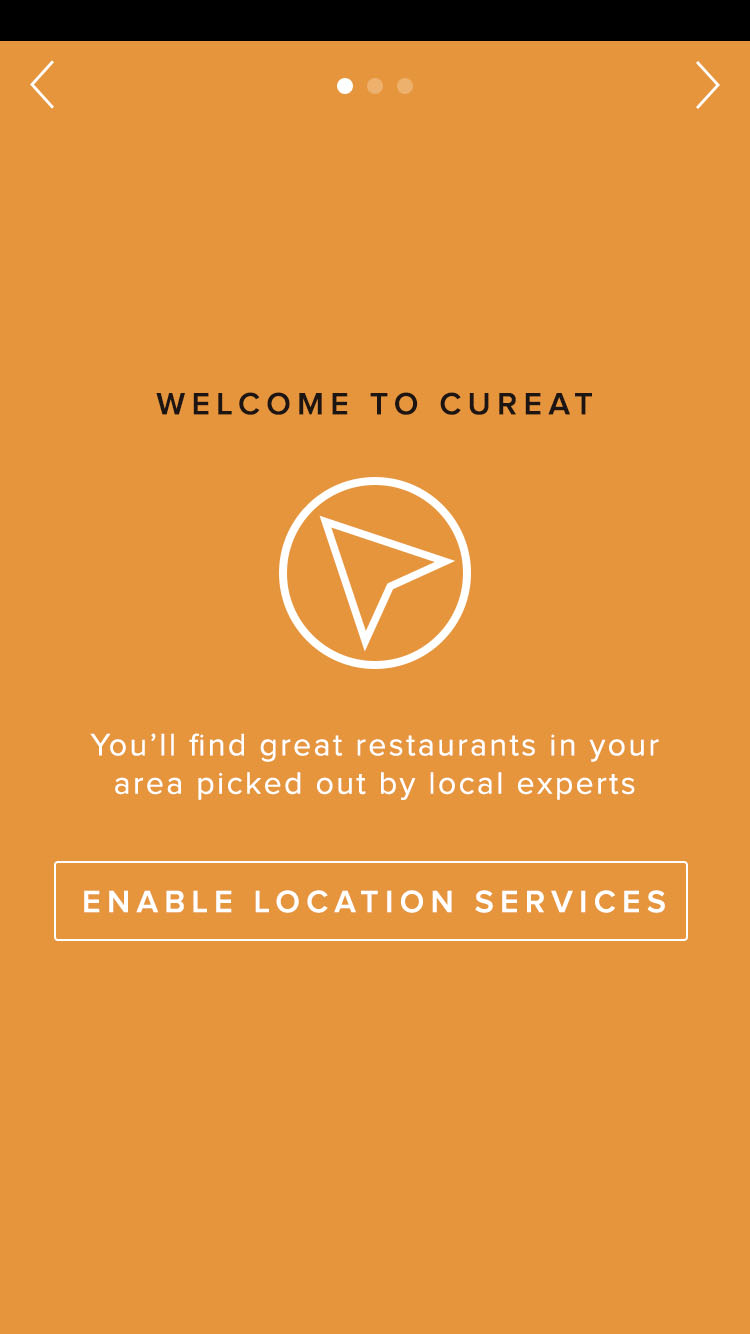 WELCOME TO CUREAT
You’ll find great restaurants in your
area picked out by local experts
ENABLE LOCATION SERVICES